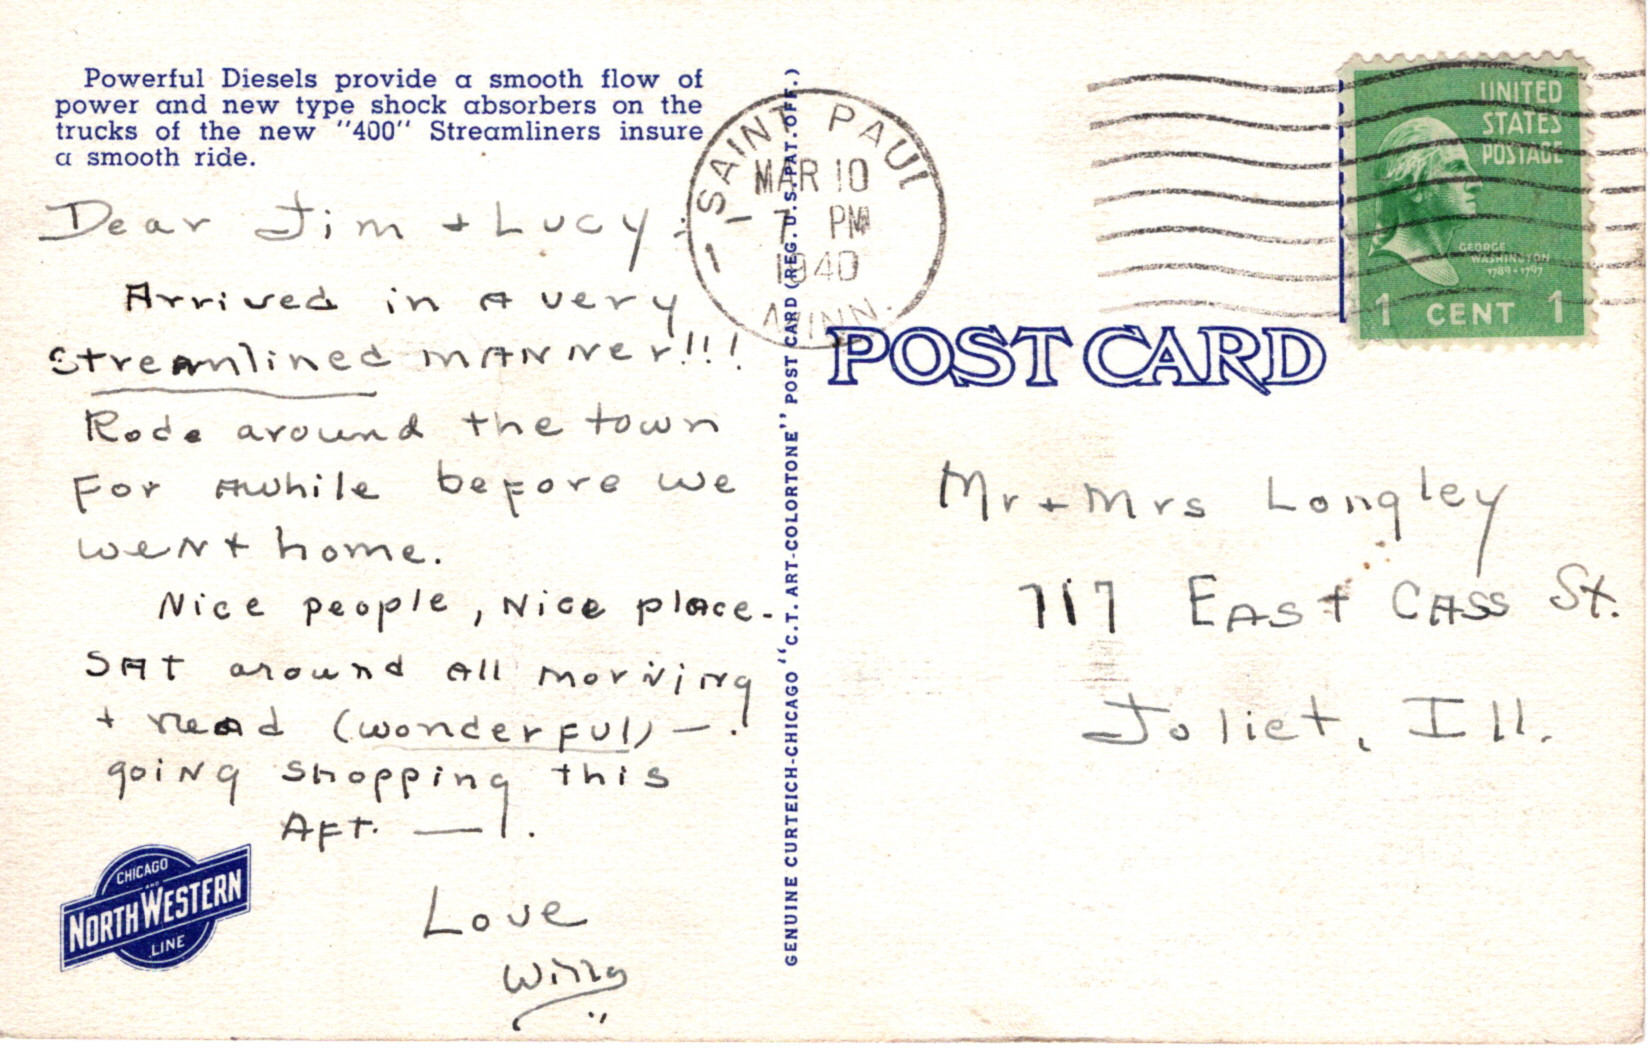 Powerful Diesels provide a smooth flow of
power and new type shock absorbers on the
trucks of the new "400" Streamliners insure
a smooth ride.
Dear Jim + Lucy:
Arrived in A very
streamlined mANNer!!!
Rode around the town
For Awhile before we
weNt home.
Nice people, Nice place-
SAt around All morning
+ read (wonderful) — .
going shopping this
AFt. — .
Love
CHICAGO
AND
NORTH WESTERN
LINE
GENUINE CURTEICH-CHICAGO "C.T. ART-COLORTONE" POST CARD (REG. U.S. PAT. OFF.)
SAINT PAUL
MAR 10
7 PM
1940
MINN.
UNITED
STATES
POSTAGE
GEORGE
WASHINGTON
1789-1797
1 CENT 1
POST CARD
Mr + Mrs Longley
717 EAst CAss St.
Joliet, Ill.